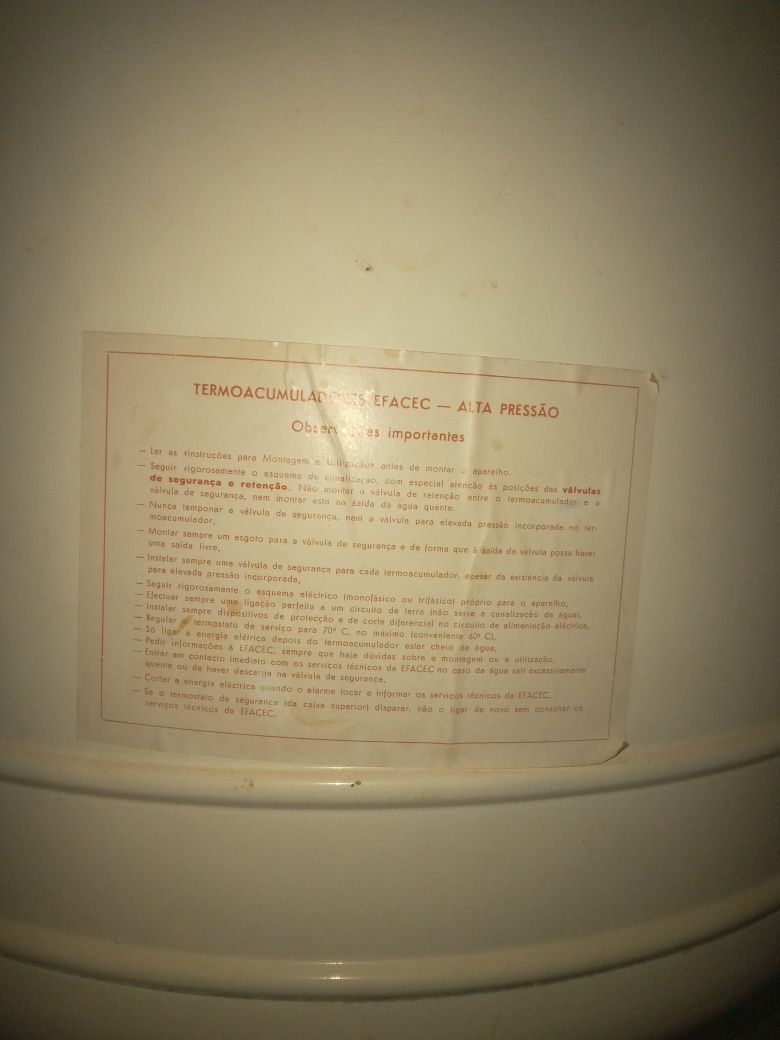 TERMOACUMULADORES EFACEC — ALTA PRESSÃO
Observações importantes
— Ler as «instruções para Montagem e Utilização» antes de montar o aparelho.
— Seguir rigorosamente o esquema de canalização, com especial atenção às posições das válvulas
de segurança e retenção. Não montar a válvula de retenção entre o termoacumulador e a
válvula de segurança, nem montar esta na saída da água quente.
— Nunca tamponar a válvula de segurança, nem a válvula para elevada pressão incorporada no ter-
moacumulador.
— Montar sempre um esgoto para a válvula de segurança e de forma que a saída da válvula possa haver
uma saída livre.
— Instalar sempre uma válvula de segurança para cada termoacumulador, apesar da existência da válvula
para elevada pressão incorporada.
— Seguir rigorosamente o esquema eléctrico (monofásico ou trifásico) próprio para o aparelho.
— Efectuar sempre uma ligação perfeita a um circuito da terra (não serve a canalização da água).
— Instalar sempre dispositivos de protecção e de corte diferencial no circuito de alimentação eléctrica.
— Regular o termostato de serviço para 70º C, no máximo (conveniente 60º C).
— Só ligar a energia elétrica depois do termoacumulador estar cheio de água.
— Pedir informações à EFACEC, sempre que haja dúvidas sobre a montagem ou a utilização.
— Entrar em contacto imediato com os serviços técnicos da EFACEC no caso da água sair excessivamente
quente ou de haver descarga na válvula de segurança.
— Cortar a energia eléctrica quando o alarme tocar e informar os serviços técnicos da EFACEC.
— Se o termostato de segurança (da caixa superior) disparar, não o ligar de novo sem consultar os
serviços técnicos da EFACEC.